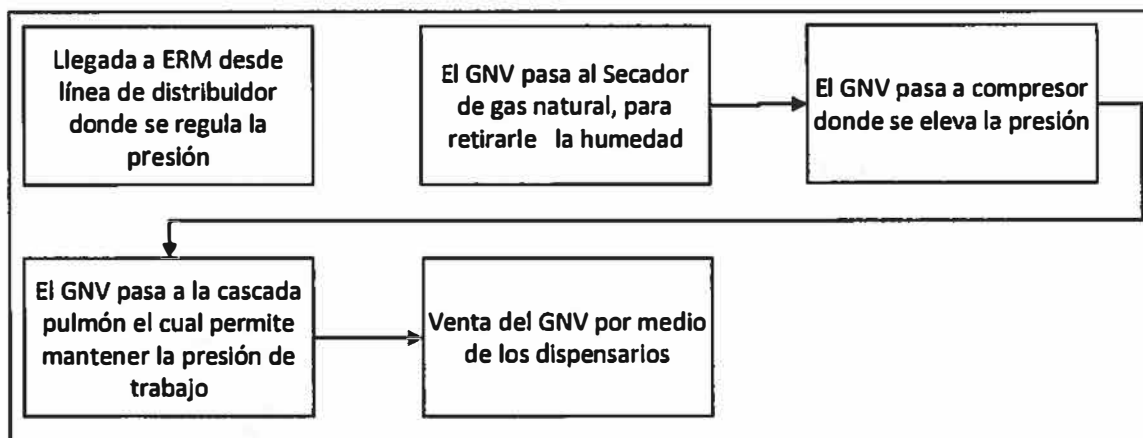 Llegada a ERM desde
línea de distribuidor
donde se regula la
presión
El GNV pasa al Secador
de gas natural, para
retirarle la humedad
El GNV pasa a compresor
donde se eleva la presión
El GNV pasa a la cascada
pulmón el cual permite
mantener la presión de
trabajo
Venta del GNV por medio
de los dispensarios